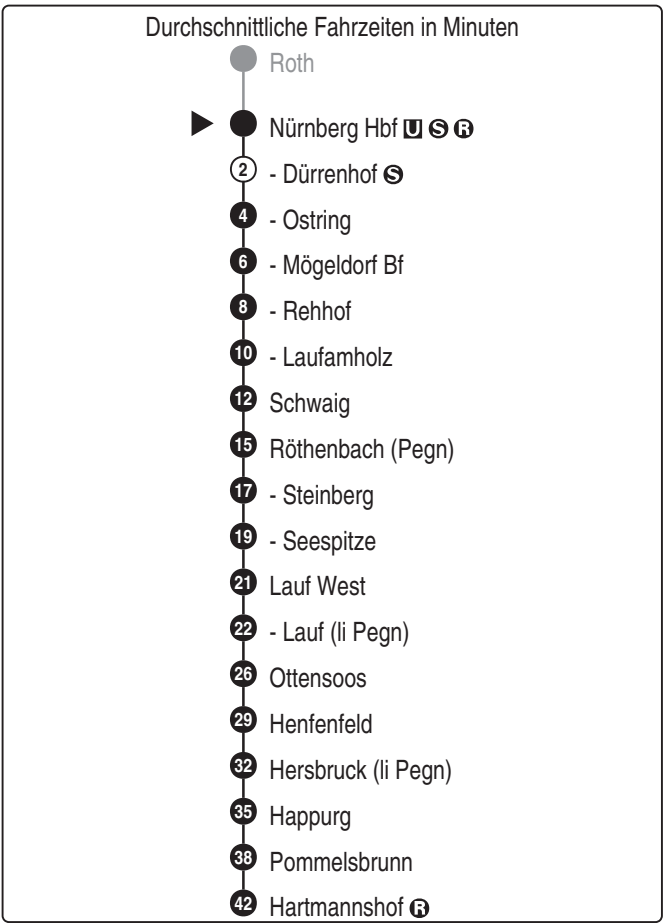 Durchschnittliche Fahrzeiten in Minuten
Roth
Nürnberg Hbf U S R
2 - Dürrenhof S
4 - Ostring
6 - Mögeldorf Bf
8 - Rehhof
10 - Laufamholz
12 Schwaig
15 Röthenbach (Pegn)
17 - Steinberg
19 - Seespitze
21 Lauf West
22 - Lauf (li Pegn)
26 Ottensoos
29 Henfenfeld
32 Hersbruck (li Pegn)
35 Happurg
38 Pommelsbrunn
42 Hartmannshof R